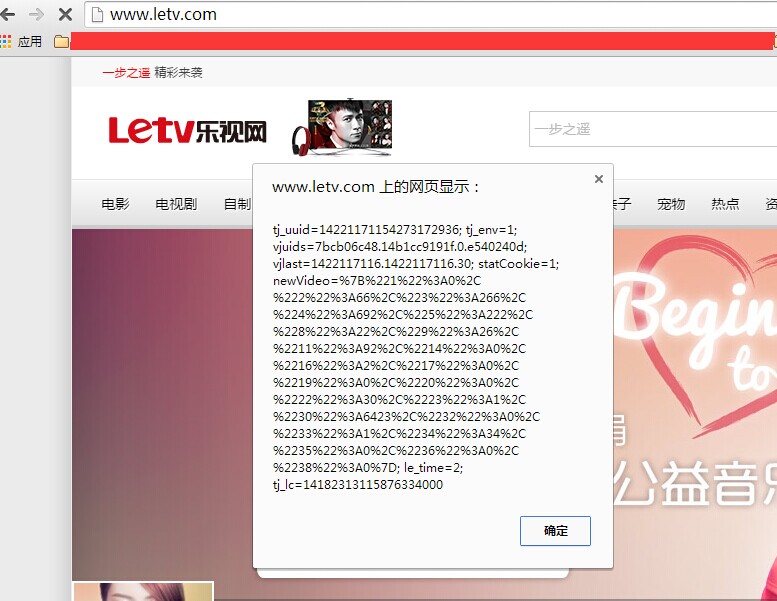 www.letv.com
应用
一步之遥 精彩来袭
Letv乐视网
一步之遥
电影 电视剧 自制
宠物 热点
www.letv.com 上的网页显示：
×
tj_uuid=14221171154273172936; tj_env=1;
vjuids=7bcb06c48.14b1cc9191f.0.e540240d;
vjlast=1422117116.1422117116.30; statCookie=1;
newVideo=%7B%221%22%3A0%2C
%222%22%3A66%2C%223%22%3A266%2C
%224%22%3A692%2C%225%22%3A222%2C
%228%22%3A22%2C%229%22%3A26%2C
%2211%22%3A92%2C%2214%22%3A0%2C
%2216%22%3A2%2C%2217%22%3A0%2C
%2219%22%3A0%2C%2220%22%3A0%2C
%2222%22%3A30%2C%2223%22%3A1%2C
%2230%22%3A6423%2C%2232%22%3A0%2C
%2233%22%3A1%2C%2234%22%3A34%2C
%2235%22%3A0%2C%2236%22%3A0%2C
%2238%22%3A0%7D; le_time=2;
tj_lc=14182313115876334000
确定
Begin
to
公益音乐